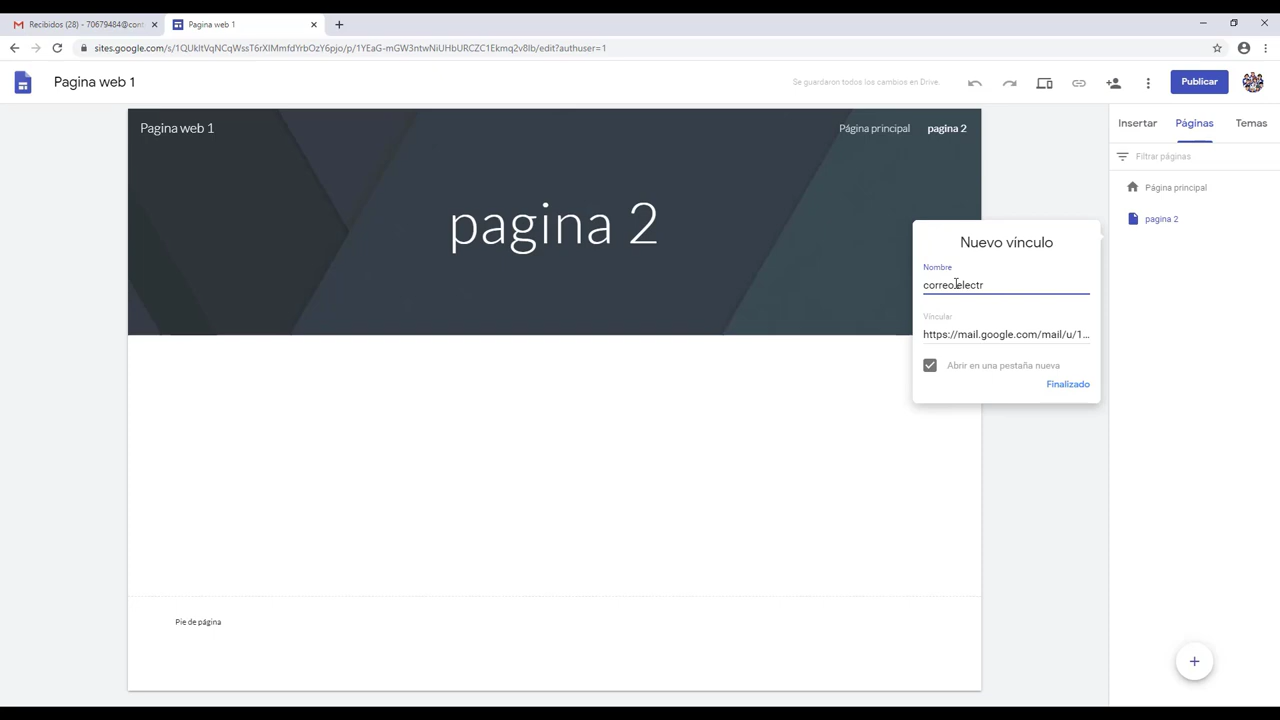 Recibidos (28) - 70679484@cont
Pagina web 1
sites.google.com/s/1QUkltVqNCqWssT6rXlMmfdYrbOzY6pjo/p/1YEaG-mGW3ntwNiUHbURCZC1Ekmq2v8Ib/edit?authuser=1
Pagina web 1
Se guardaron todos los cambios en Drive.
Publicar
Insertar
Páginas
Temas
Pagina web 1
Página principal
pagina 2
Filtrar páginas
Página principal
pagina 2
pagina 2
Nuevo vínculo
Nombre
correo electr
Vincular
https://mail.google.com/mail/u/1...
Abrir en una pestaña nueva
Finalizado
Pie de página